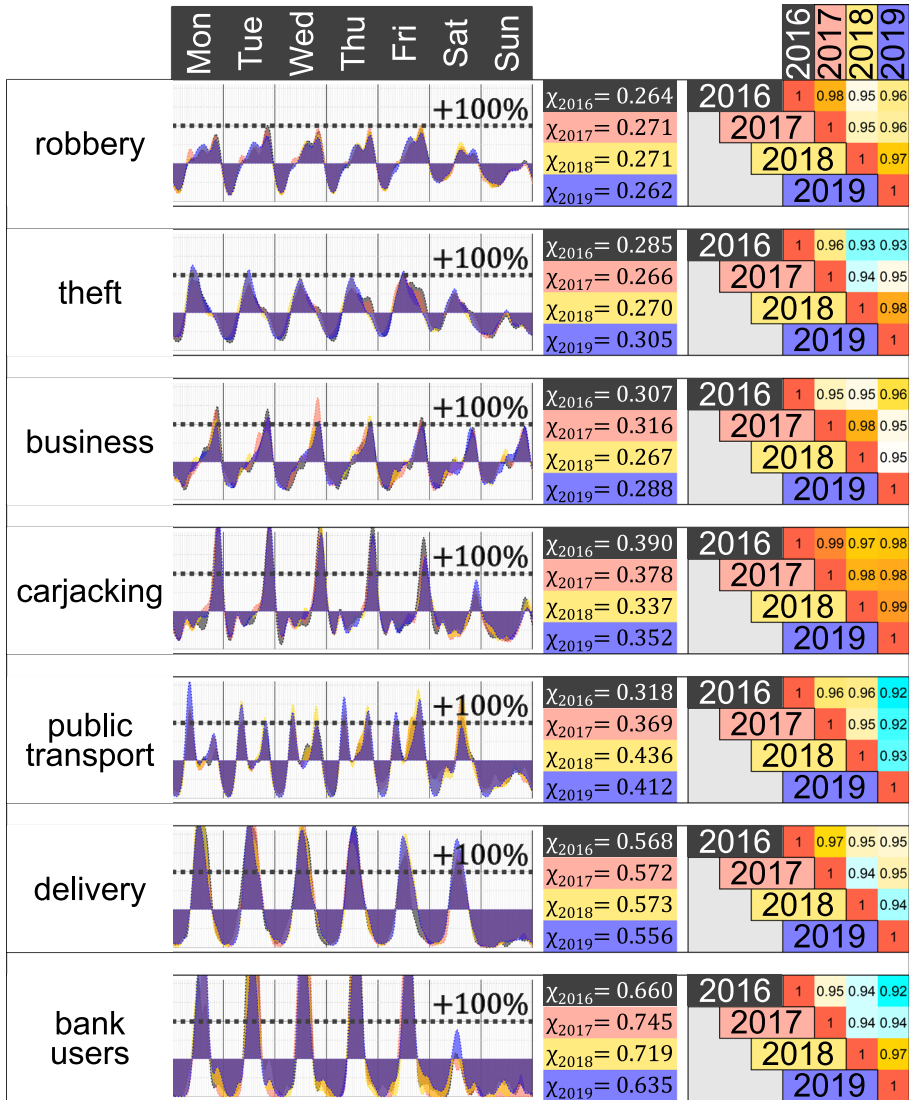 Mon Tue Wed Thu Fri Sat Sun 2016 2017 2018 2019
robbery
+100%
χ2016= 0.264 2016 1 0.98 0.95 0.96
χ2017= 0.271 2017 1 0.95 0.96
χ2018= 0.271 2018 1 0.97
χ2019= 0.262 2019 1
theft
+100%
χ2016= 0.285 2016 1 0.96 0.93 0.93
χ2017= 0.266 2017 1 0.94 0.95
χ2018= 0.270 2018 1 0.98
χ2019= 0.305 2019 1
business
+100%
χ2016= 0.307 2016 1 0.95 0.95 0.96
χ2017= 0.316 2017 1 0.98 0.95
χ2018= 0.267 2018 1 0.95
χ2019= 0.288 2019 1
carjacking
+100%
χ2016= 0.390 2016 1 0.99 0.97 0.98
χ2017= 0.378 2017 1 0.98 0.98
χ2018= 0.337 2018 1 0.99
χ2019= 0.352 2019 1
public
transport
+100%
χ2016= 0.318 2016 1 0.96 0.96 0.92
χ2017= 0.369 2017 1 0.95 0.92
χ2018= 0.436 2018 1 0.93
χ2019= 0.412 2019 1
delivery
+100%
χ2016= 0.568 2016 1 0.97 0.95 0.95
χ2017= 0.572 2017 1 0.94 0.95
χ2018= 0.573 2018 1 0.94
χ2019= 0.556 2019 1
bank
users
+100%
χ2016= 0.660 2016 1 0.95 0.94 0.92
χ2017= 0.745 2017 1 0.94 0.94
χ2018= 0.719 2018 1 0.97
χ2019= 0.635 2019 1